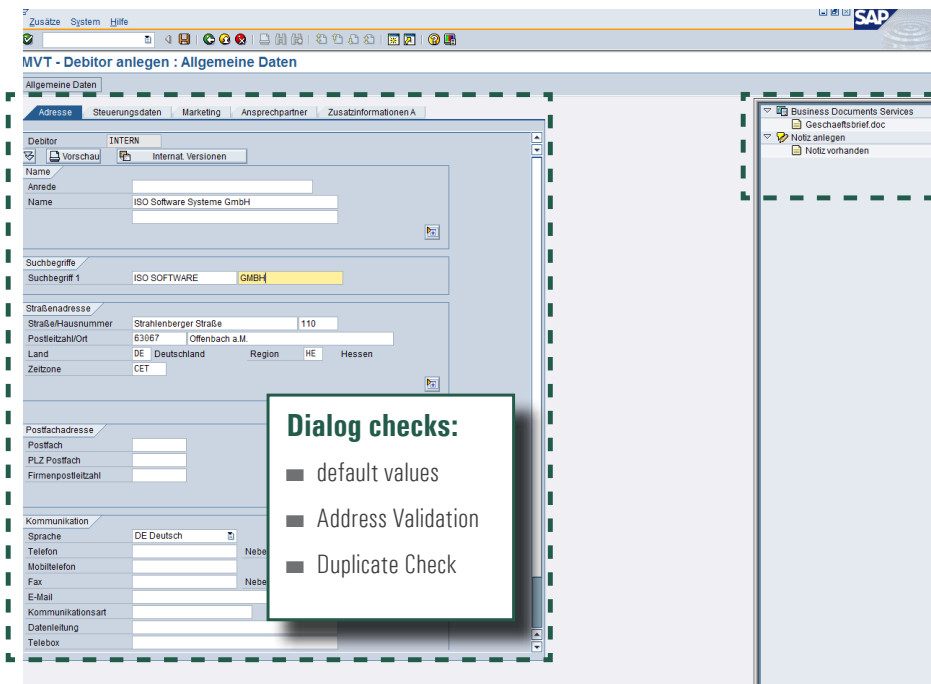 Zusätze System Hilfe
SAP
MVT - Debitor anlegen : Allgemeine Daten
Allgemeine Daten
Adresse Steuerungsdaten Marketing Ansprechpartner Zusatzinformationen A
Debitor INTERN
Vorschau Internat. Versionen
Name
Anrede
Name ISO Software Systeme GmbH
Suchbegriffe
Suchbegriff 1 ISO SOFTWARE GMBH
Straßenadresse
Straße/Hausnummer Strahlenberger Straße 110
Postleitzahl/Ort 63067 Offenbach a.M.
Land DE Deutschland Region HE Hessen
Zeitzone CET
Postfachadresse
Postfach
PLZ Postfach
Firmenpostleitzahl
Kommunikation
Sprache DE Deutsch
Telefon Nebe
Mobiltelefon
Fax Nebe
E-Mail
Kommunikationsart
Datenleitung
Telebox
Dialog checks:
default values
Address Validation
Duplicate Check
Business Documents Services
Geschaeftsbrief.doc
Notiz anlegen
Notiz vorhanden